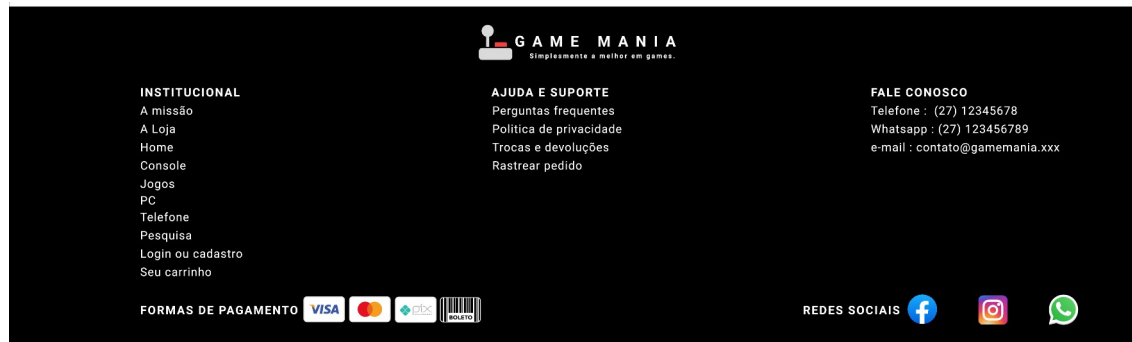 GAME MANIA
Simplesmente a melhor em games.
INSTITUCIONAL
A missão
A Loja
Home
Console
Jogos
PC
Telefone
Pesquisa
Login ou cadastro
Seu carrinho
AJUDA E SUPORTE
Perguntas frequentes
Politica de privacidade
Trocas e devoluções
Rastrear pedido
FALE CONOSCO
Telefone : (27) 12345678
Whatsapp : (27) 123456789
e-mail : contato@gamemania.xxx
FORMAS DE PAGAMENTO VISA pix BOLETO
REDES SOCIAIS